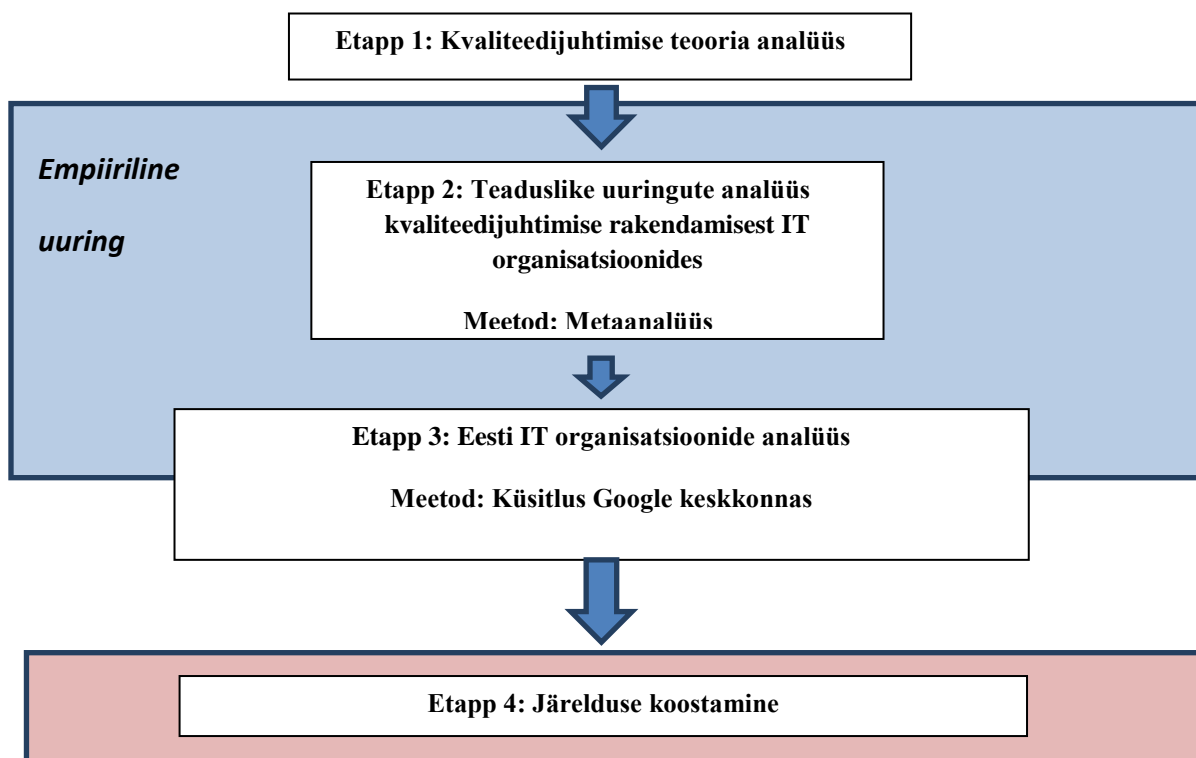 Etapp 1: Kvaliteedijuhtimise teooria analüüs
Empiiriline
uuring
Etapp 2: Teaduslike uuringute analüüs
kvaliteedijuhtimise rakendamisest IT
organisatsioonides
Meetod: Metaanalüüs
Etapp 3: Eesti IT organisatsioonide analüüs
Meetod: Küsitlus Google keskkonnas
Etapp 4: Järelduse koostamine